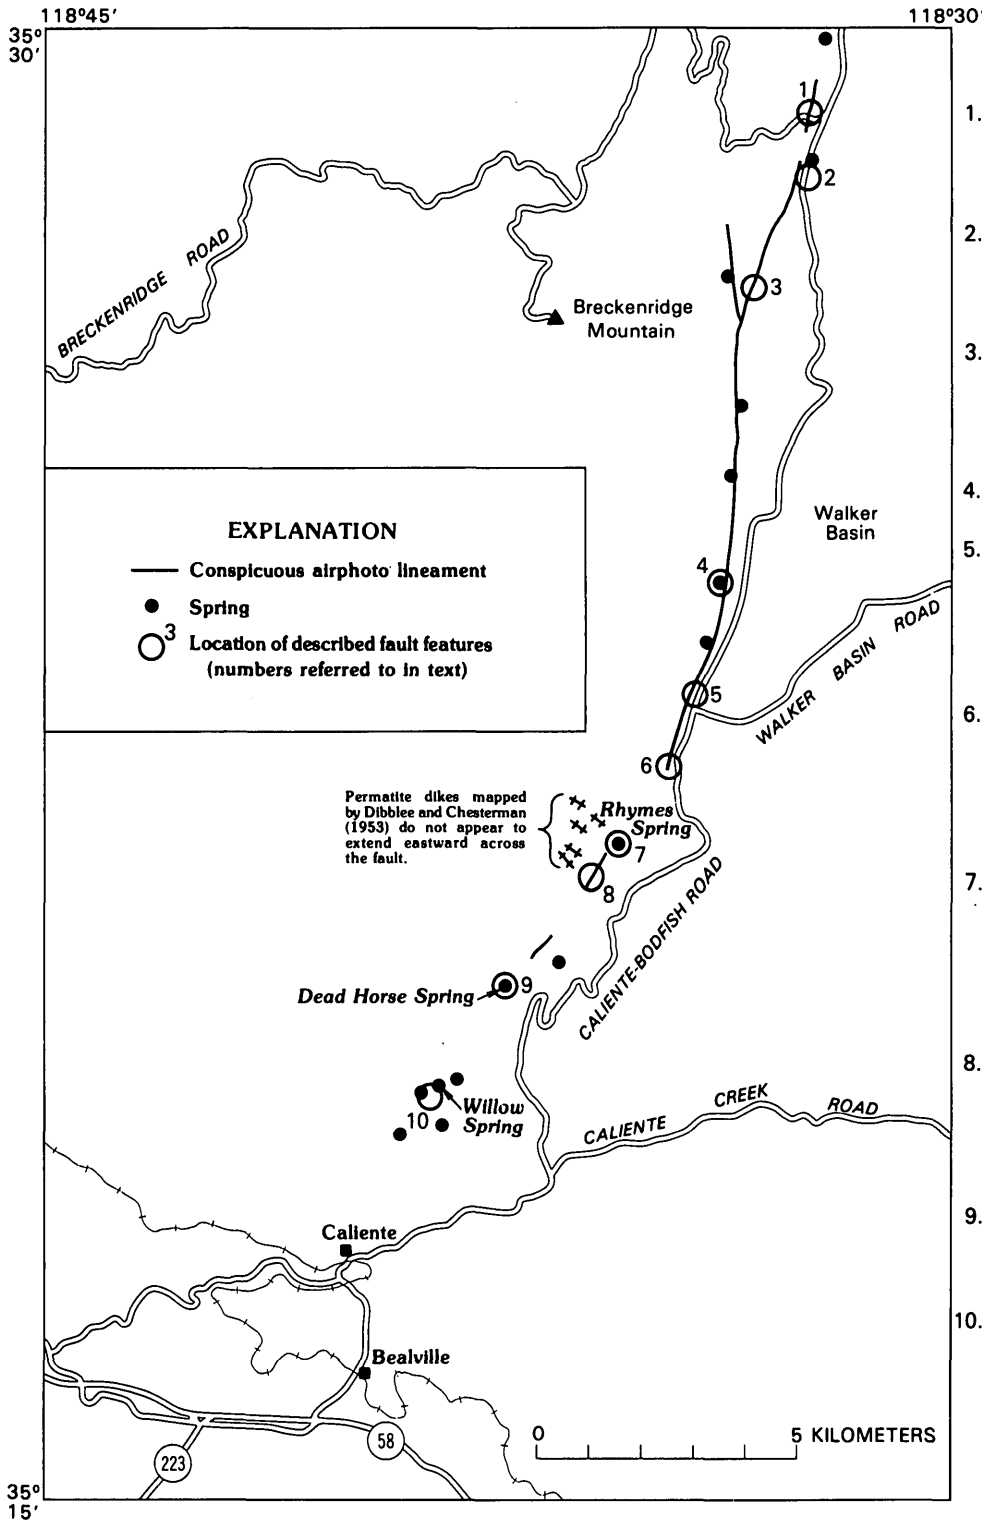 118°45'
118°30'
35°
30'
1
1.
2
2.
3
BRECKENRIDGE ROAD
Breckenridge
Mountain
3.
4.
EXPLANATION
Walker
Basin
5.
Conspicuous airphoto lineament
4
Spring
3
Location of described fault features
(numbers referred to in text)
WALKER BASIN ROAD
5
6.
6
Permatite dikes mapped
by Dibblee and Chesterman
(1953) do not appear to
extend eastward across
the fault.
Rhymes
Spring
7
8
7.
CALIENTE-BODFISH ROAD
Dead Horse Spring
9
8.
10
Willow
Spring
CALIENTE CREEK ROAD
9.
Caliente
10.
Bealville
0
5 KILOMETERS
58
223
35°
15'